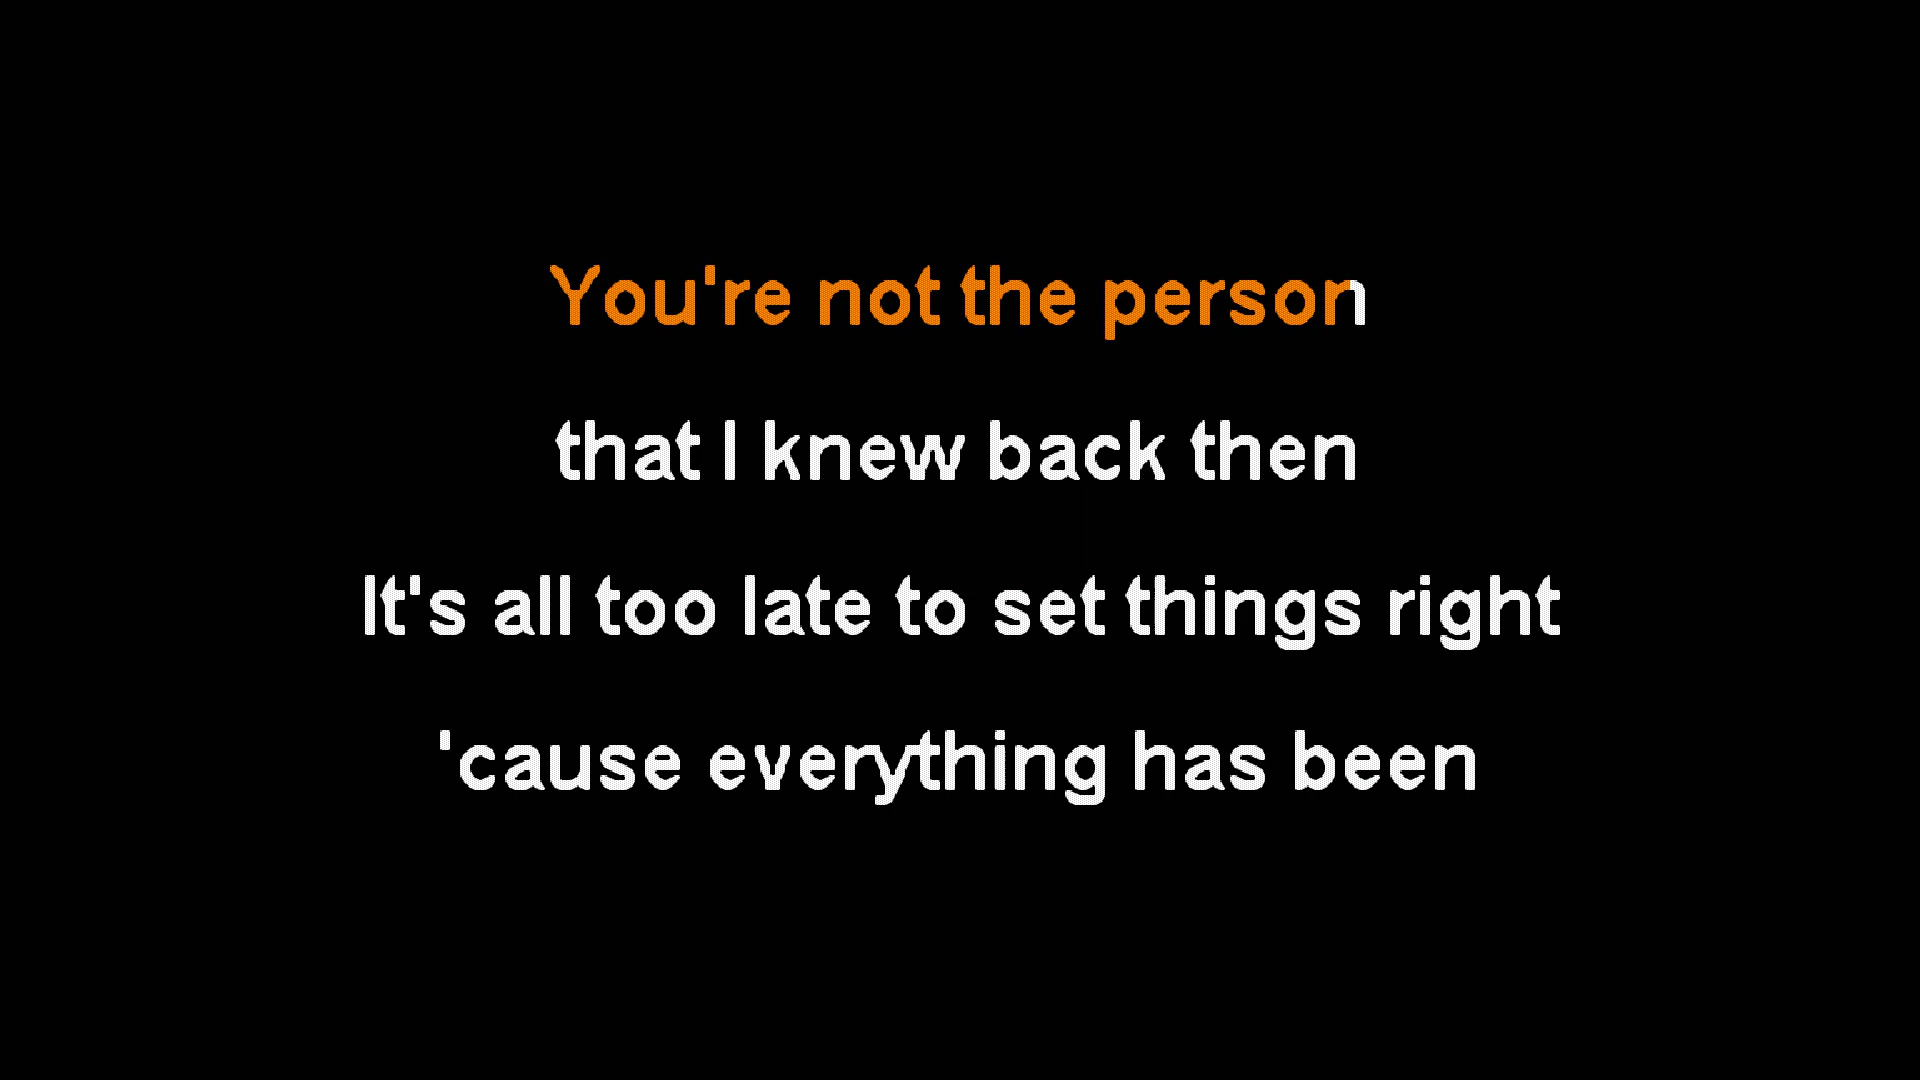 You're not the person
that I knew back then
It's all too late to set things right
'cause everything has been